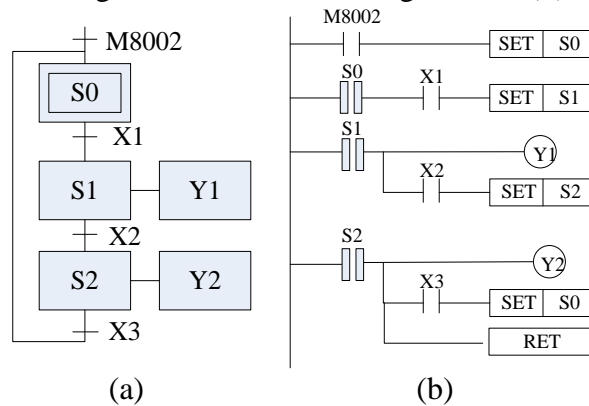 M8002
S0
X1
S1 Y1
X2
S2 Y2
X3
(a)
M8002
SET S0
S0 X1
SET S1
S1
Y1
X2
SET S2
S2
Y2
X3
SET S0
RET
(b)